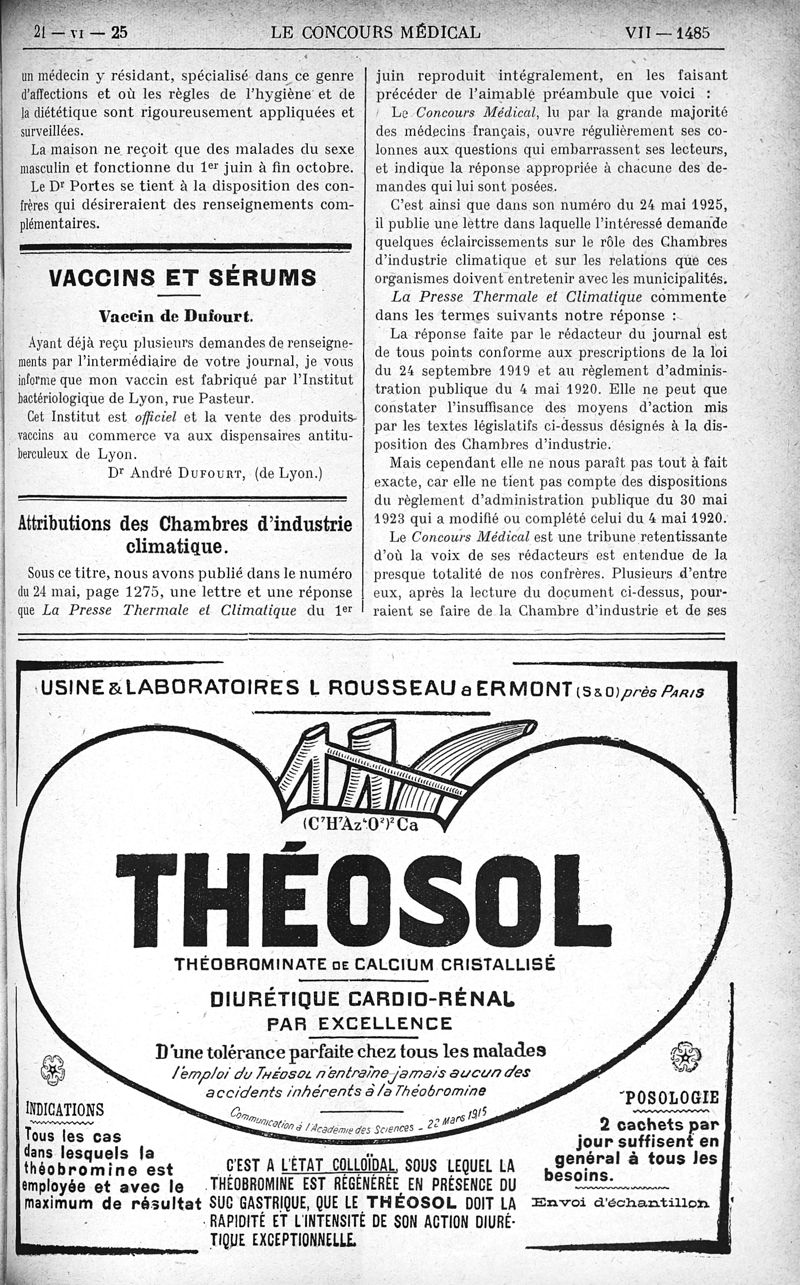 21 — VI — 25
LE CONCOURS MÉDICAL
VII — 1485
un médecin y résidant, spécialisé dans ce genre
d'affections et où les règles de l'hygiène et de
la diététique sont rigoureusement appliquées et
surveillées.
La maison ne reçoit que des malades du sexe
masculin et fonctionne du 1er juin à fin octobre.
Le Dr Portes se tient à la disposition des con-
frères qui désireraient des renseignements com-
plémentaires.
VACCINS ET SÉRUMS
Vaccin de Dufourt.
Ayant déjà reçu plusieurs demandes de renseigne-
ments par l'intermédiaire de votre journal, je vous
informe que mon vaccin est fabriqué par l'Institut
bactériologique de Lyon, rue Pasteur.
Cet Institut est officiel et la vente des produits-
vaccins au commerce va aux dispensaires antitu-
berculeux de Lyon.
Dr André DUFOURT, (de Lyon.)
Attributions des Chambres d'industrie
climatique.
Sous ce titre, nous avons publié dans le numéro
du 24 mai, page 1275, une lettre et une réponse
que La Presse Thermale et Climatique du 1er
juin reproduit intégralement, en les faisant
précéder de l'aimable préambule que voici :
Le Concours Médical, lu par la grande majorité
des médecins français, ouvre régulièrement ses co-
lonnes aux questions qui embarrassent ses lecteurs,
et indique la réponse appropriée à chacune des de-
mandes qui lui sont posées.
C'est ainsi que dans son numéro du 24 mai 1925,
il publie une lettre dans laquelle l'intéressé demande
quelques éclaircissements sur le rôle des Chambres
d'industrie climatique et sur les relations que ces
organismes doivent entretenir avec les municipalités.
La Presse Thermale et Climatique commente
dans les termes suivants notre réponse :
La réponse faite par le rédacteur du journal est
de tous points conforme aux prescriptions de la loi
du 24 septembre 1919 et au règlement d'adminis-
tration publique du 4 mai 1920. Elle ne peut que
constater l'insuffisance des moyens d'action mis
par les textes législatifs ci-dessus désignés à la dis-
position des Chambres d'industrie.
Mais cependant elle ne nous paraît pas tout à fait
exacte, car elle ne tient pas compte des dispositions
du règlement d'administration publique du 30 mai
1923 qui a modifié ou complété celui du 4 mai 1920.
Le Concours Médical est une tribune retentissante
d'où la voix de ses rédacteurs est entendue de la
presque totalité de nos confrères. Plusieurs d'entre
eux, après la lecture du document ci-dessus, pour-
raient se faire de la Chambre d'industrie et de ses
USINE & LABORATOIRES L ROUSSEAU à ERMONT (S & O) près PARIS
(C⁷H⁷Az⁴O²)²Ca
THÉOSOL
THÉOBROMINATE DE CALCIUM CRISTALLISÉ
DIURÉTIQUE CARDIO-RÉNAL
PAR EXCELLENCE
D'une tolérance parfaite chez tous les malades
l'emploi du THÉOSOL n'entraîne jamais aucun des
accidents inhérents à la Théobromine
Communication à l'Academie des Sciences - 22 Mars 1915
INDICATIONS
Tous les cas
dans lesquels la
théobromine est
employée et avec le
maximum de résultat
C'EST A L'ÉTAT COLLOÏDAL, SOUS LEQUEL LA
THÉOBROMINE EST RÉGÉNÉRÉE EN PRÉSENCE DU
SUC GASTRIQUE, QUE LE THÉOSOL DOIT LA
RAPIDITÉ ET L'INTENSITÉ DE SON ACTION DIURÉ-
TIQUE EXCEPTIONNELLE.
POSOLOGIE
2 cachets par
jour suffisent en
général à tous les
besoins.
Envoi d'échantillon